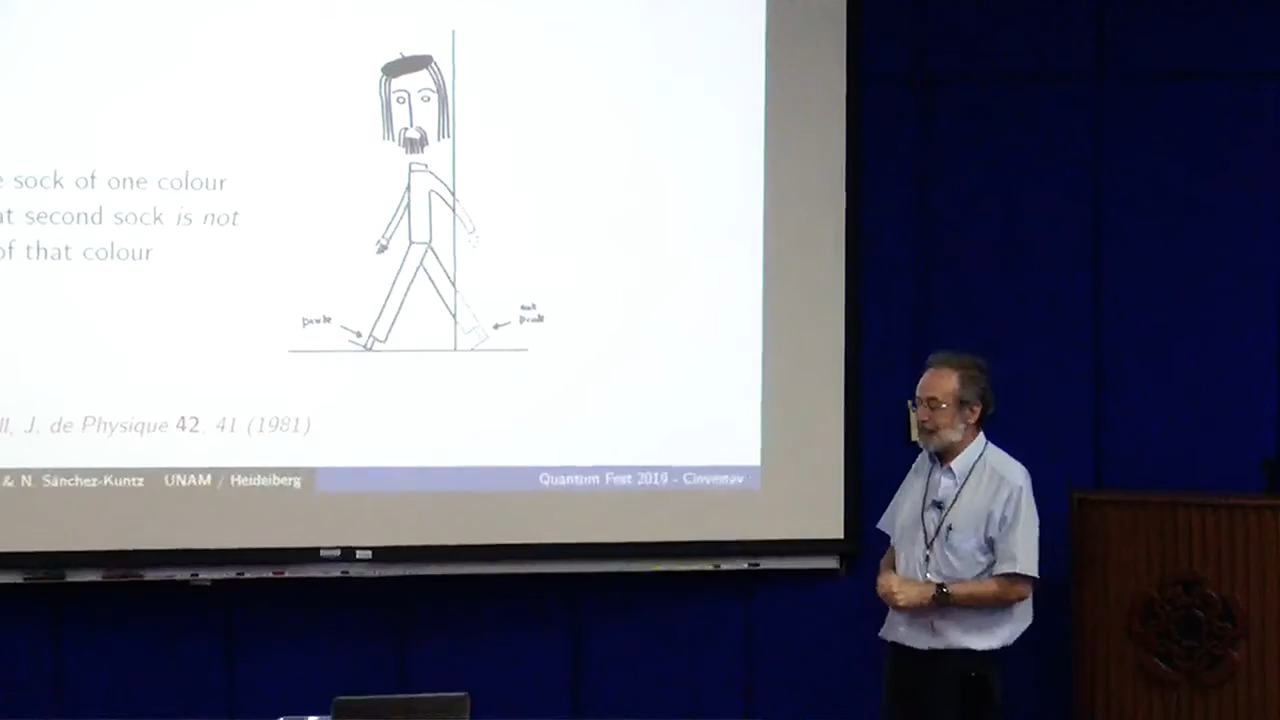 e sock of one colour
at second sock is not
of that colour
pink
not
pink
ll, J. de Physique 42, 41 (1981)
& N. Sánchez-Kuntz UNAM / Heidelberg
Quantum Fest 2019 - Cinvestav